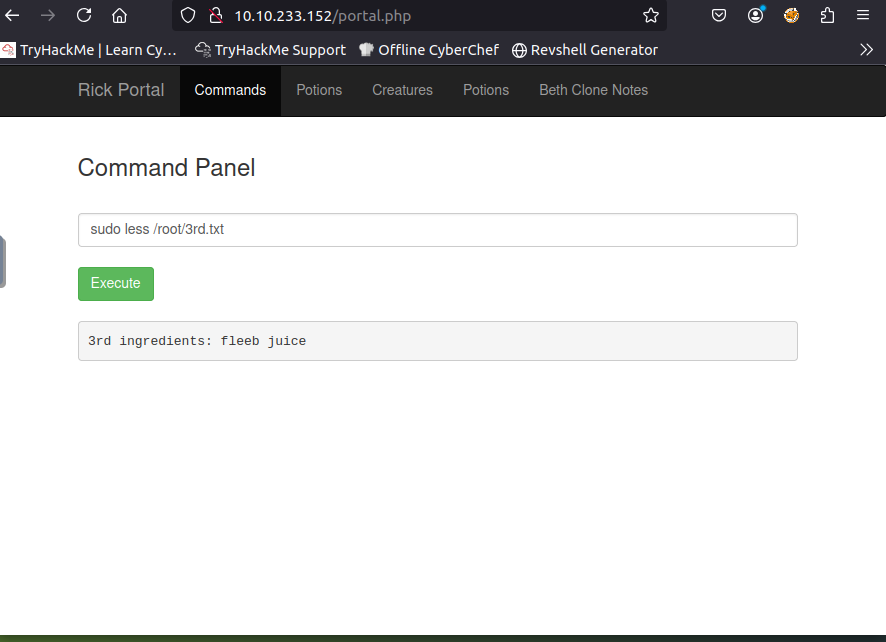 10.10.233.152/portal.php
TryHackMe | Learn Cy… TryHackMe Support Offline CyberChef Revshell Generator
Rick Portal Commands Potions Creatures Potions Beth Clone Notes
Command Panel
sudo less /root/3rd.txt
Execute
3rd ingredients: fleeb juice